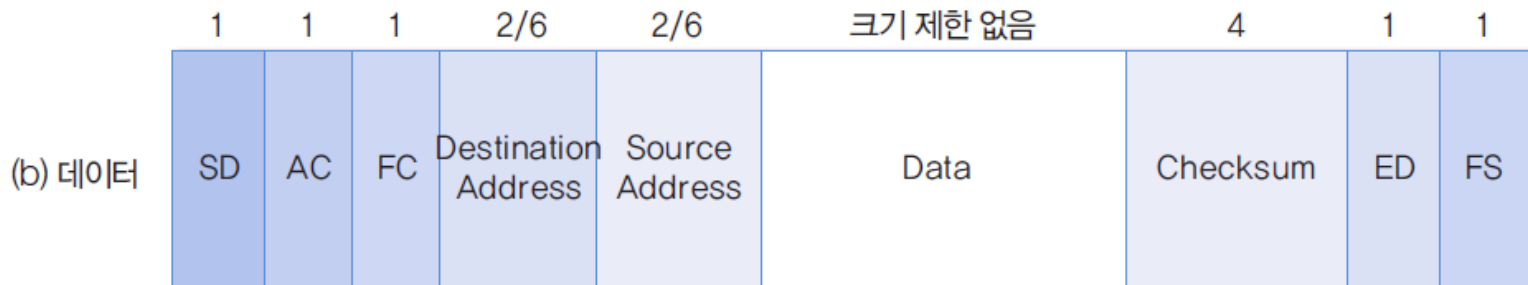 1 1 1 2/6 2/6 크기 제한 없음 4 1 1
(b) 데이터 SD AC FC Destination Address Source Address Data Checksum ED FS